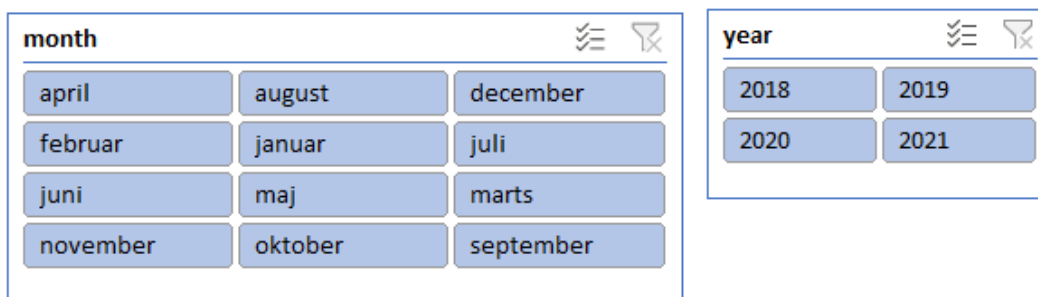 month
april august december
februar januar juli
juni maj marts
november oktober september
year
2018 2019
2020 2021